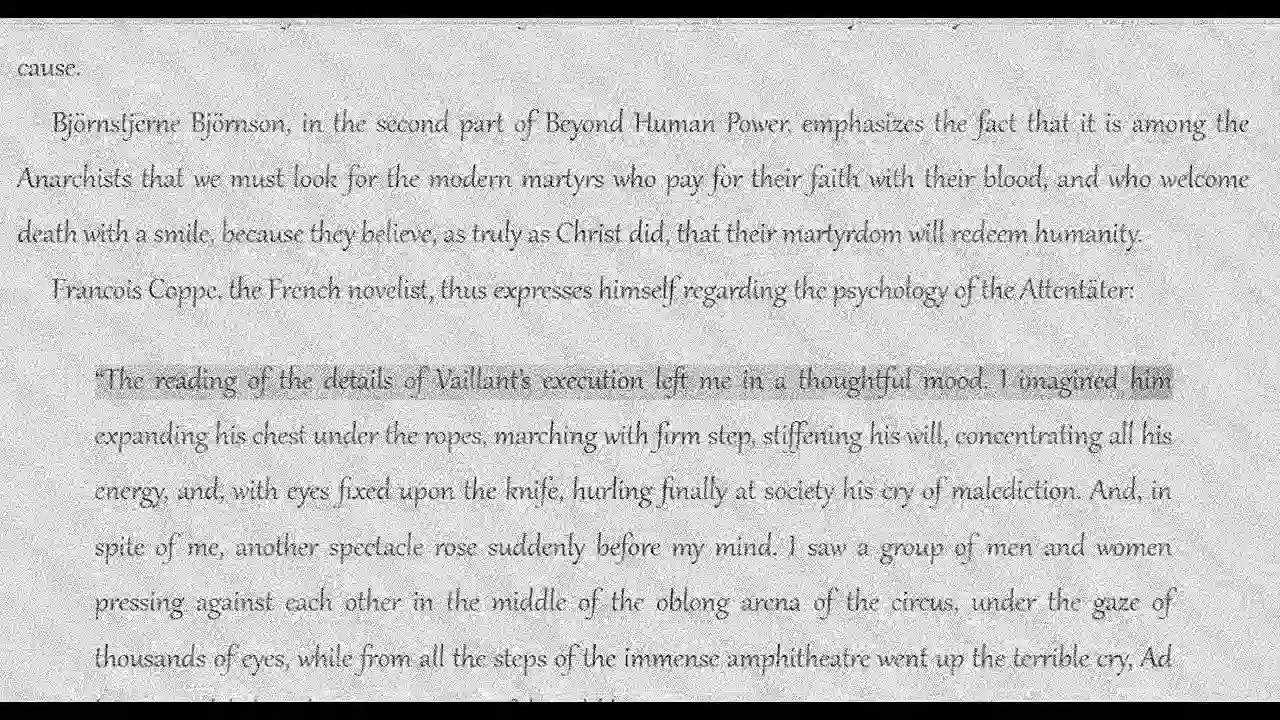 cause.
Björnstjerne Björnson, in the second part of Beyond Human Power, emphasizes the fact that it is among the
Anarchists that we must look for the modern martyrs who pay for their faith with their blood, and who welcome
death with a smile, because they believe, as truly as Christ did, that their martyrdom will redeem humanity.
Francois Coppe, the French novelist, thus expresses himself regarding the psychology of the Attentäter:
“The reading of the details of Vaillant's execution left me in a thoughtful mood. I imagined him
expanding his chest under the ropes, marching with firm step, stiffening his will, concentrating all his
energy, and, with eyes fixed upon the knife, hurling finally at society his cry of malediction. And, in
spite of me, another spectacle rose suddenly before my mind. I saw a group of men and women
pressing against each other in the middle of the oblong arena of the circus, under the gaze of
thousands of eyes, while from all the steps of the immense amphitheatre went up the terrible cry, Ad